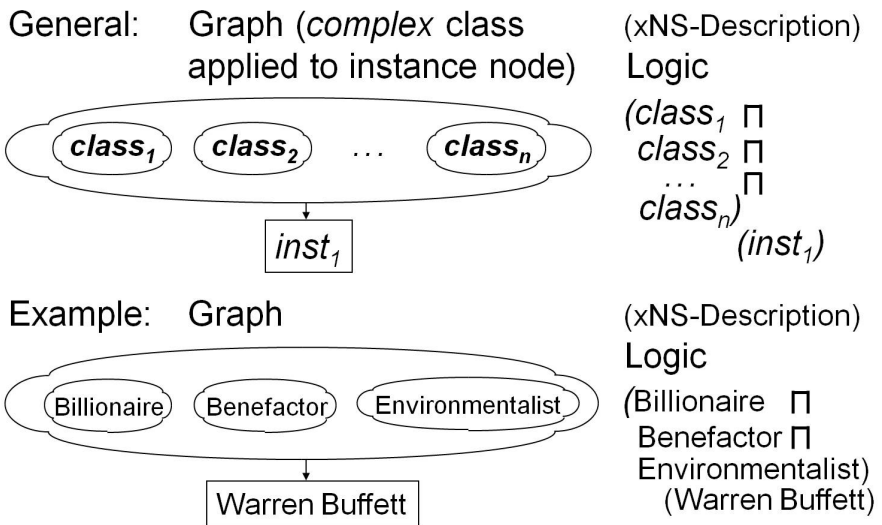 General: Graph (complex class (xNS-Description)
applied to instance node) Logic
class₁ class₂ ... classₙ
inst₁
(class₁ ⊓
class₂ ⊓
... ⊓
classₙ)
(inst₁)
Example: Graph (xNS-Description)
Logic
Billionaire Benefactor Environmentalist
Warren Buffett
(Billionaire ⊓
Benefactor ⊓
Environmentalist)
(Warren Buffett)